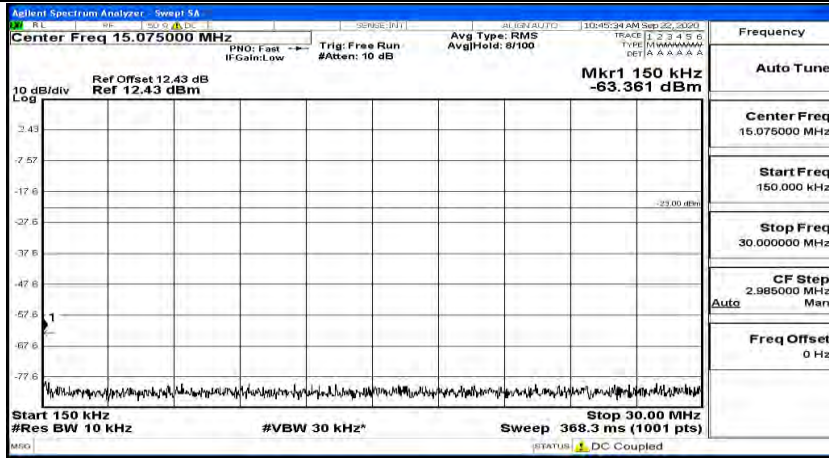 Agilent Spectrum Analyzer - Swept SA
RL RF 50 Ω DC SENSE:INT ALIGN AUTO 10:45:34 AM Sep 22, 2020
Center Freq 15.075000 MHz
PNO: Fast
IFGain:Low
Trig: Free Run
#Atten: 10 dB
Avg Type: RMS
Avg|Hold: 8/100
TRACE 1 2 3 4 5 6
TYPE MWWWWW
DET A A A A A A
Ref Offset 12.43 dB
Ref 12.43 dBm
10 dB/div
Log
Mkr1 150 kHz
-63.361 dBm
2.43
-7.57
-17.6
-23.00 dBm
-27.6
-37.6
-47.6
-57.6
1
-67.6
-77.6
Start 150 kHz
#Res BW 10 kHz
#VBW 30 kHz*
Stop 30.00 MHz
Sweep 368.3 ms (1001 pts)
MSG
STATUS DC Coupled
Frequency
Auto Tune
Center Freq
15.075000 MHz
Start Freq
150.000 kHz
Stop Freq
30.000000 MHz
CF Step
2.985000 MHz
Auto Man
Freq Offset
0 Hz